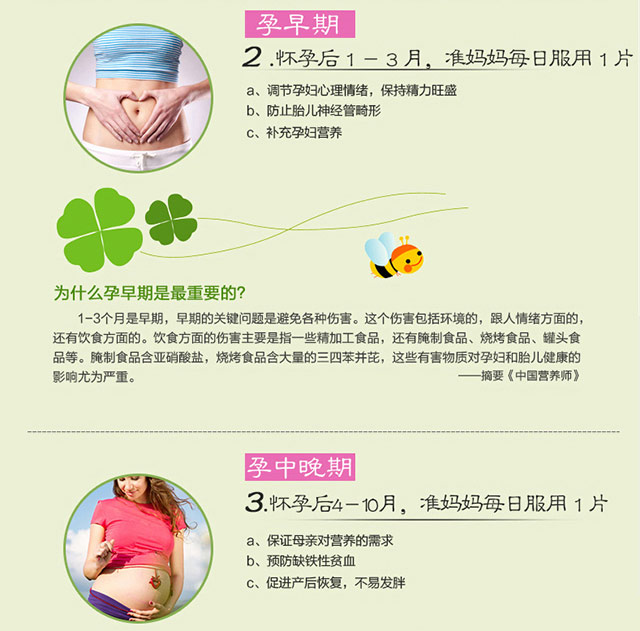 孕早期
2.怀孕后1-3月，准妈妈每日服用1片
a、调节孕妇心理情绪，保持精力旺盛
b、防止胎儿神经管畸形
c、补充孕妇营养
为什么孕早期是最重要的?
1-3个月是早期，早期的关键问题是避免各种伤害。这个伤害包括环境的，跟人情绪方面的，
还有饮食方面的。饮食方面的伤害主要是指一些精加工食品，还有腌制食品、烧烤食品、罐头食
品等。腌制食品含亚硝酸盐，烧烤食品含大量的三四苯并芘，这些有害物质对孕妇和胎儿健康的
影响尤为严重。
——摘要《中国营养师》
孕中晚期
3.怀孕后4-10月，准妈妈每日服用1片
a、保证母亲对营养的需求
b、预防缺铁性贫血
c、促进产后恢复，不易发胖